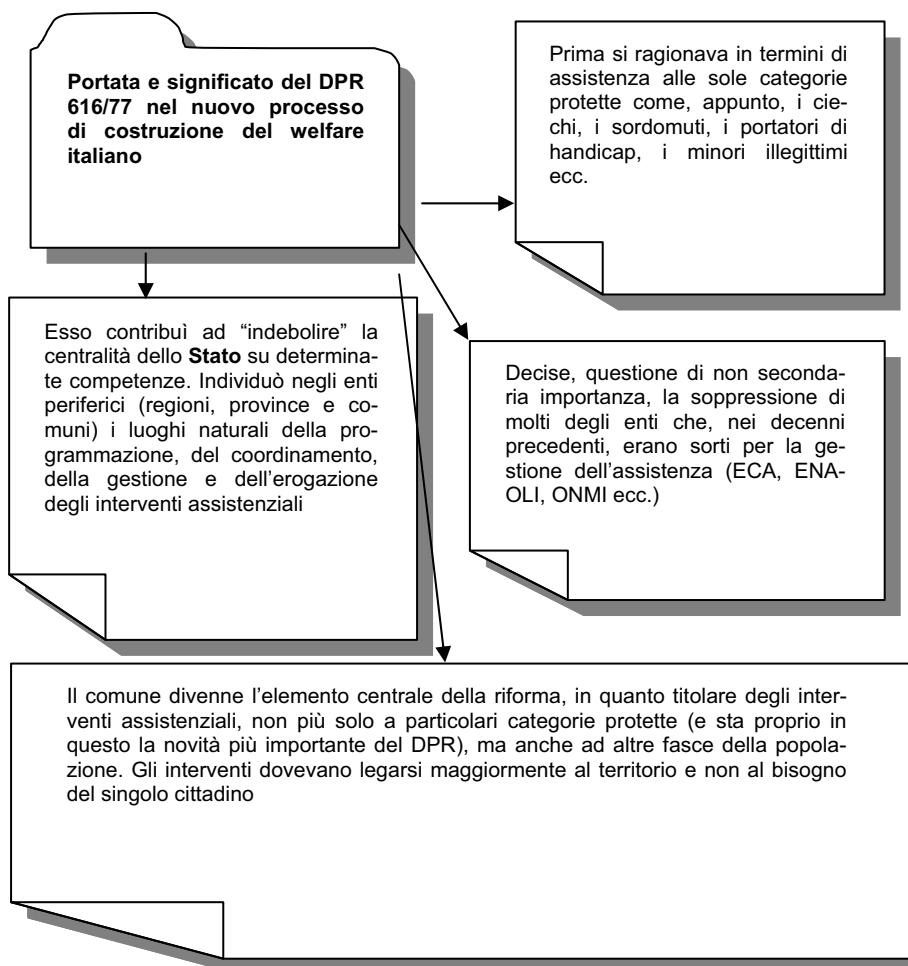 Portata e significato del DPR
616/77 nel nuovo processo
di costruzione del welfare
italiano
Prima si ragionava in termini di
assistenza alle sole categorie
protette come, appunto, i cie-
chi, i sordomuti, i portatori di
handicap, i minori illegittimi
ecc.
Esso contribuì ad “indebolire” la
centralità dello Stato su determina-
te competenze. Individuò negli enti
periferici (regioni, province e co-
muni) i luoghi naturali della pro-
grammazione, del coordinamento,
della gestione e dell’erogazione
degli interventi assistenziali
Decise, questione di non seconda-
ria importanza, la soppressione di
molti degli enti che, nei decenni
precedenti, erano sorti per la ge-
stione dell’assistenza (ECA, ENA-
OLI, ONMI ecc.)
Il comune divenne l’elemento centrale della riforma, in quanto titolare degli inter-
venti assistenziali, non più solo a particolari categorie protette (e sta proprio in
questo la novità più importante del DPR), ma anche ad altre fasce della popola-
zione. Gli interventi dovevano legarsi maggiormente al territorio e non al bisogno
del singolo cittadino